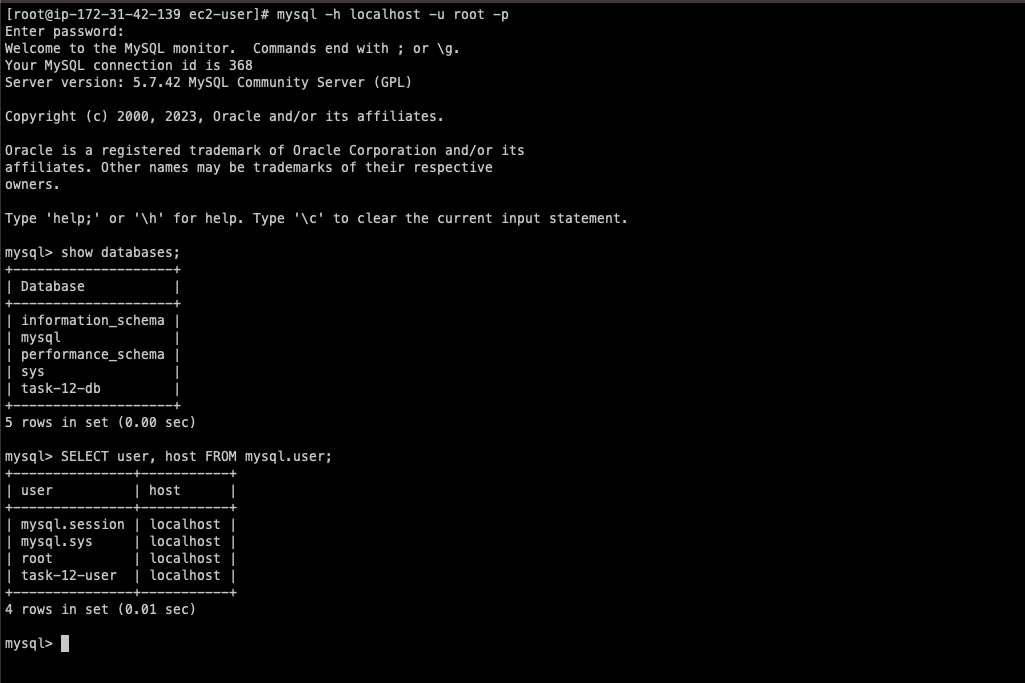 [root@ip-172-31-42-139 ec2-user]# mysql -h localhost -u root -p
Enter password:
Welcome to the MySQL monitor.  Commands end with ; or \g.
Your MySQL connection id is 368
Server version: 5.7.42 MySQL Community Server (GPL)

Copyright (c) 2000, 2023, Oracle and/or its affiliates.

Oracle is a registered trademark of Oracle Corporation and/or its
affiliates. Other names may be trademarks of their respective
owners.

Type 'help;' or '\h' for help. Type '\c' to clear the current input statement.

mysql> show databases;
+--------------------+
| Database           |
+--------------------+
| information_schema |
| mysql              |
| performance_schema |
| sys                |
| task-12-db         |
+--------------------+
5 rows in set (0.00 sec)

mysql> SELECT user, host FROM mysql.user;
+---------------+-----------+
| user          | host      |
+---------------+-----------+
| mysql.session | localhost |
| mysql.sys     | localhost |
| root          | localhost |
| task-12-user  | localhost |
+---------------+-----------+
4 rows in set (0.01 sec)

mysql>